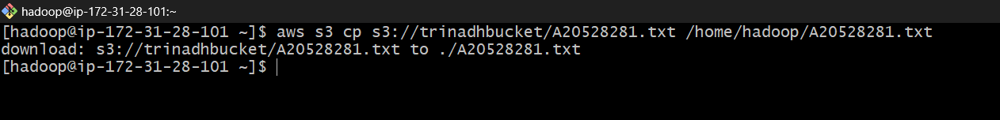 hadoop@ip-172-31-28-101:~
[hadoop@ip-172-31-28-101 ~]$ aws s3 cp s3://trinadhbucket/A20528281.txt /home/hadoop/A20528281.txt
download: s3://trinadhbucket/A20528281.txt to ./A20528281.txt
[hadoop@ip-172-31-28-101 ~]$